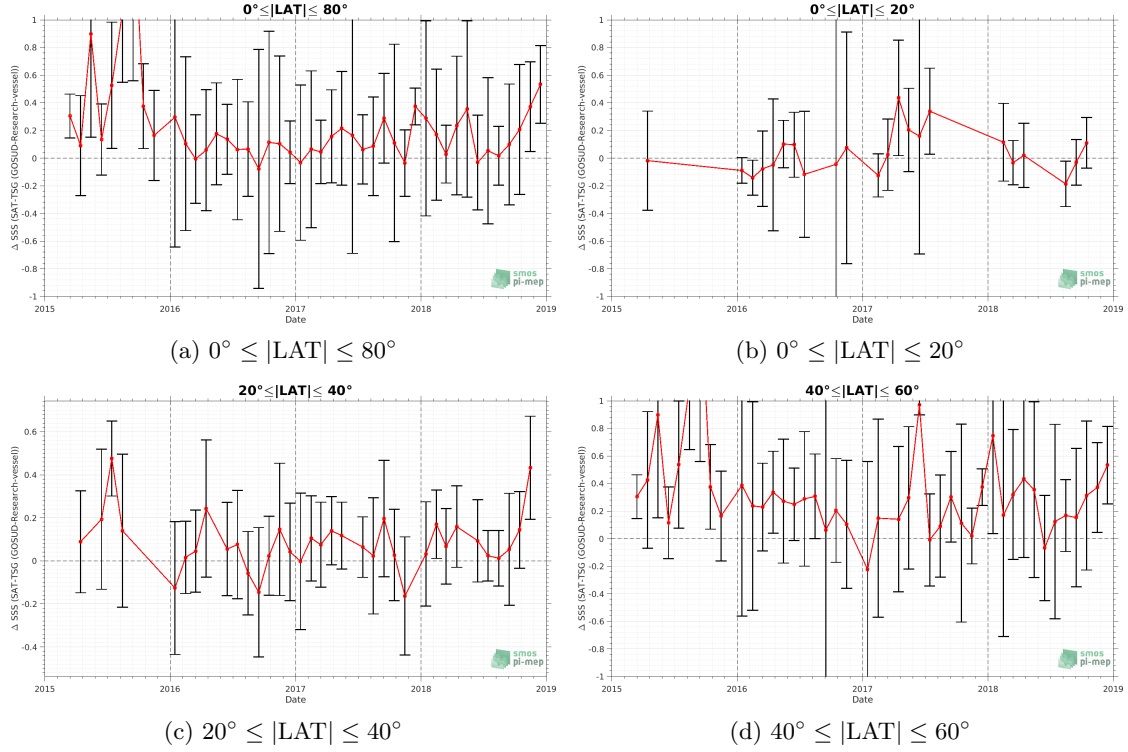 0°≤|LAT|≤ 80°
Δ SSS (SAT-TSG (GOSUD-Research-vessel))
1
0.8
0.6
0.4
0.2
0
-0.2
-0.4
-0.6
-0.8
-1
2015 2016 2017 2018 2019
Date
smos
pi-mep
(a) 0° ≤ |LAT| ≤ 80°
0°≤|LAT|≤ 20°
Δ SSS (SAT-TSG (GOSUD-Research-vessel))
1
0.8
0.6
0.4
0.2
0
-0.2
-0.4
-0.6
-0.8
-1
2015 2016 2017 2018 2019
Date
smos
pi-mep
(b) 0° ≤ |LAT| ≤ 20°
20°≤|LAT|≤ 40°
Δ SSS (SAT-TSG (GOSUD-Research-vessel))
0.6
0.4
0.2
0
-0.2
-0.4
2015 2016 2017 2018 2019
Date
smos
pi-mep
(c) 20° ≤ |LAT| ≤ 40°
40°≤|LAT|≤ 60°
Δ SSS (SAT-TSG (GOSUD-Research-vessel))
1
0.8
0.6
0.4
0.2
0
-0.2
-0.4
-0.6
-0.8
-1
2015 2016 2017 2018 2019
Date
smos
pi-mep
(d) 40° ≤ |LAT| ≤ 60°